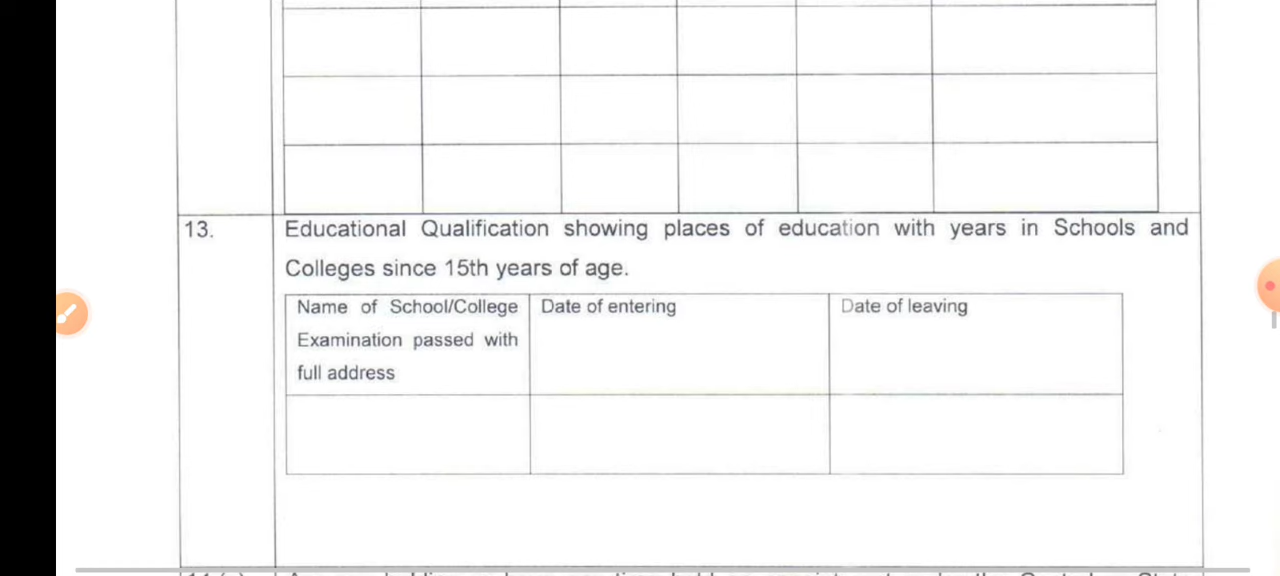 13.
Educational Qualification showing places of education with years in Schools and
Colleges since 15th years of age.
Name of School/College
Examination passed with
full address
Date of entering
Date of leaving